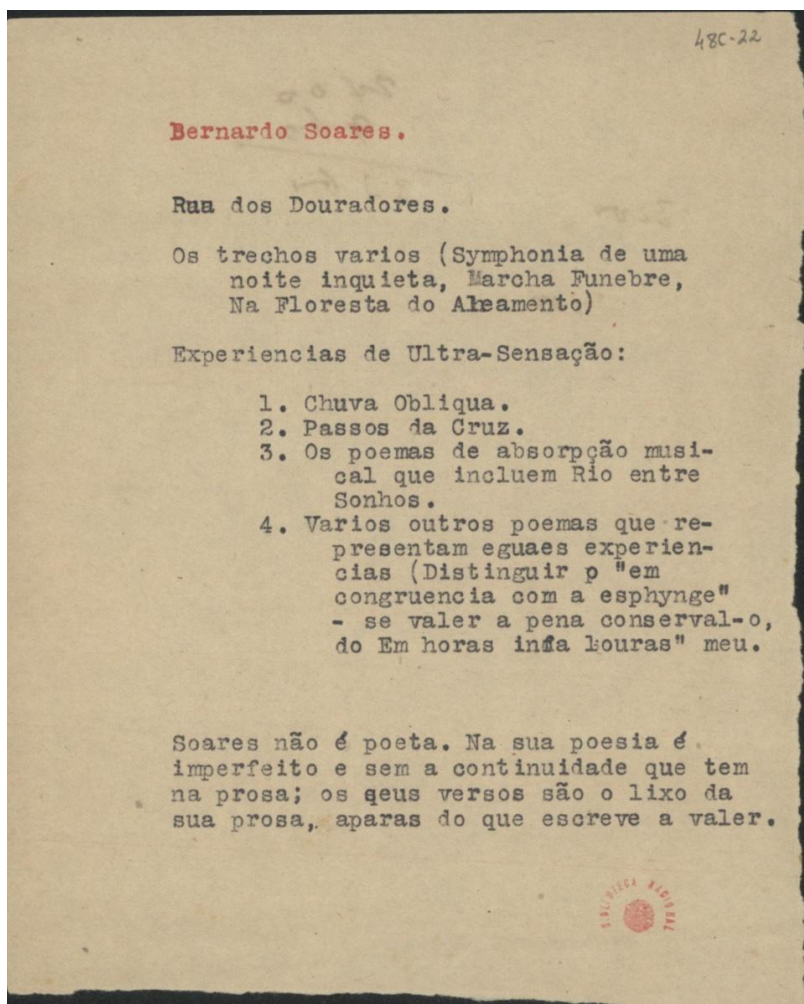 48C-22
Bernardo Soares.
Rua dos Douradores.
Os trechos varios (Symphonia de uma
noite inquieta, Marcha Funebre,
Na Floresta do Aheamento)
Experiencias de Ultra-Sensação:
1. Chuva Obliqua.
2. Passos da Cruz.
3. Os poemas de absorpção musi-
cal que incluem Rio entre
Sonhos.
4. Varios outros poemas que re-
presentam eguaes experien-
cias (Distinguir p "em
congruencia com a esphynge"
- se valer a pena conserval-o,
do Em horas inda louras" meu.
Soares não é poeta. Na sua poesia é
imperfeito e sem a continuidade que tem
na prosa; os qeus versos são o lixo da
sua prosa, aparas do que escreve a valer.
BIBLIOTECA NACIONAL